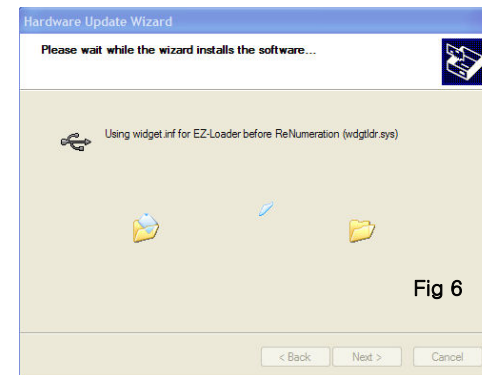 Hardware Update Wizard
Please wait while the wizard installs the software...
Using widget.inf for EZ-Loader before ReNumeration (wdgtldr.sys)
Fig 6
< Back Next > Cancel